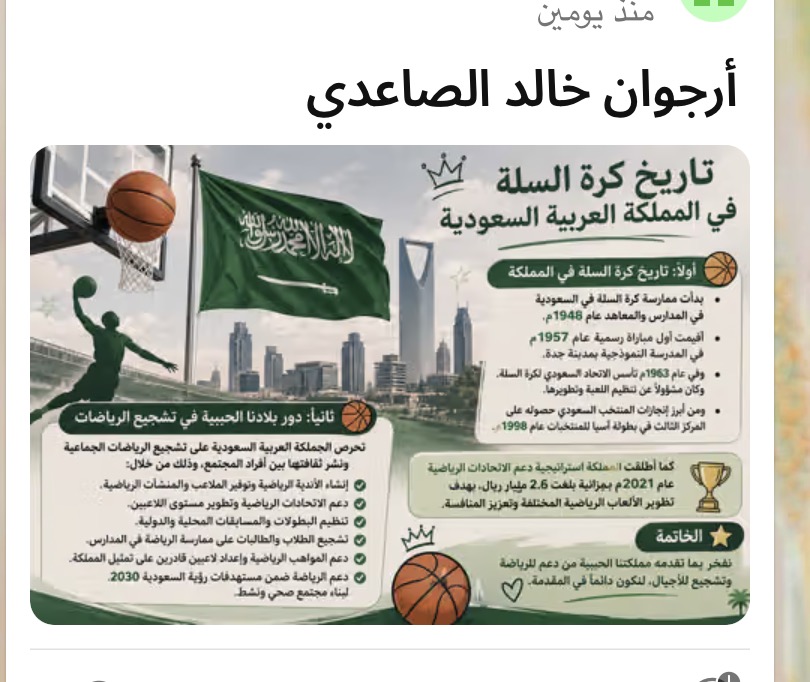 منذ يومين
أرجوان خالد الصاعدي
تاريخ كرة السلة
في المملكة العربية السعودية
أولاً: تاريخ كرة السلة في المملكة
بدأت ممارسة كرة السلة في السعودية
في المدارس والمعاهد عام 1948م.
أقيمت أول مباراة رسمية عام 1957م
في المدرسة النموذجية بمدينة جدة.
وفي عام 1963م تأسس الاتحاد السعودي لكرة السلة.
وكان مسؤولاً عن تنظيم اللعبة وتطويرها.
ومن أبرز إنجازات المنتخب السعودي حصوله على
المركز الثالث في بطولة آسيا للمنتخبات عام 1998م.
كما أطلقت المملكة استراتيجية دعم الاتحادات الرياضية
عام 2021م بميزانية بلغت 2.6 مليار ريال، بهدف
تطوير الألعاب الرياضية المختلفة وتعزيز المنافسة.
ثانياً: دور بلادنا الحبيبة في تشجيع الرياضات
تحرص الجملكة العربية السعودية على تشجيع الرياضات الجماعية
ونشر ثقافتها بين أفراد المجتمع، وذلك من خلال:
إنشاء الأندية الرياضية وتوفير الملاعب والمنشآت الرياضية.
دعم الاتحادات الرياضية وتطوير مستوى اللاعبين.
تنظيم البطولات والمسابقات المحلية والدولية.
تشجيع الطلاب والطالبات على ممارسة الرياضة في المدارس.
دعم المواهب الرياضية وإعداد لاعبين قادرين على تمثيل المملكة.
دعم الرياضة ضمن مستهدفات رؤية السعودية 2030.
لبناء مجتمع صحي ونشط.
الخاتمة
نفخر بما تقدمه مملكتنا الحبيبة من دعم للرياضة
وتشجيع للأجيال، لنكون دائماً في المقدمة.